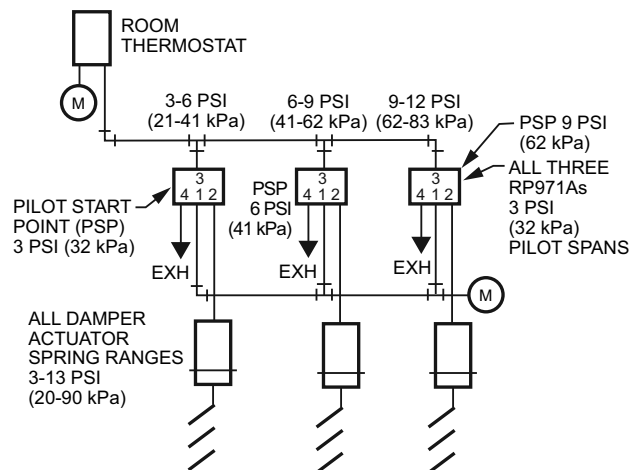 ROOM
THERMOSTAT
M
3-6 PSI
(21-41 kPa)
6-9 PSI
(41-62 kPa)
9-12 PSI
(62-83 kPa)
PSP 9 PSI
(62 kPa)
ALL THREE
RP971As
3 PSI
(32 kPa)
PILOT SPANS
3
4 1 2
PSP
6 PSI
(41 kPa)
3
4 1 2
3
4 1 2
PILOT START
POINT (PSP)
3 PSI (32 kPa)
EXH
EXH
EXH
M
ALL DAMPER
ACTUATOR
SPRING RANGES
3-13 PSI
(20-90 kPa)